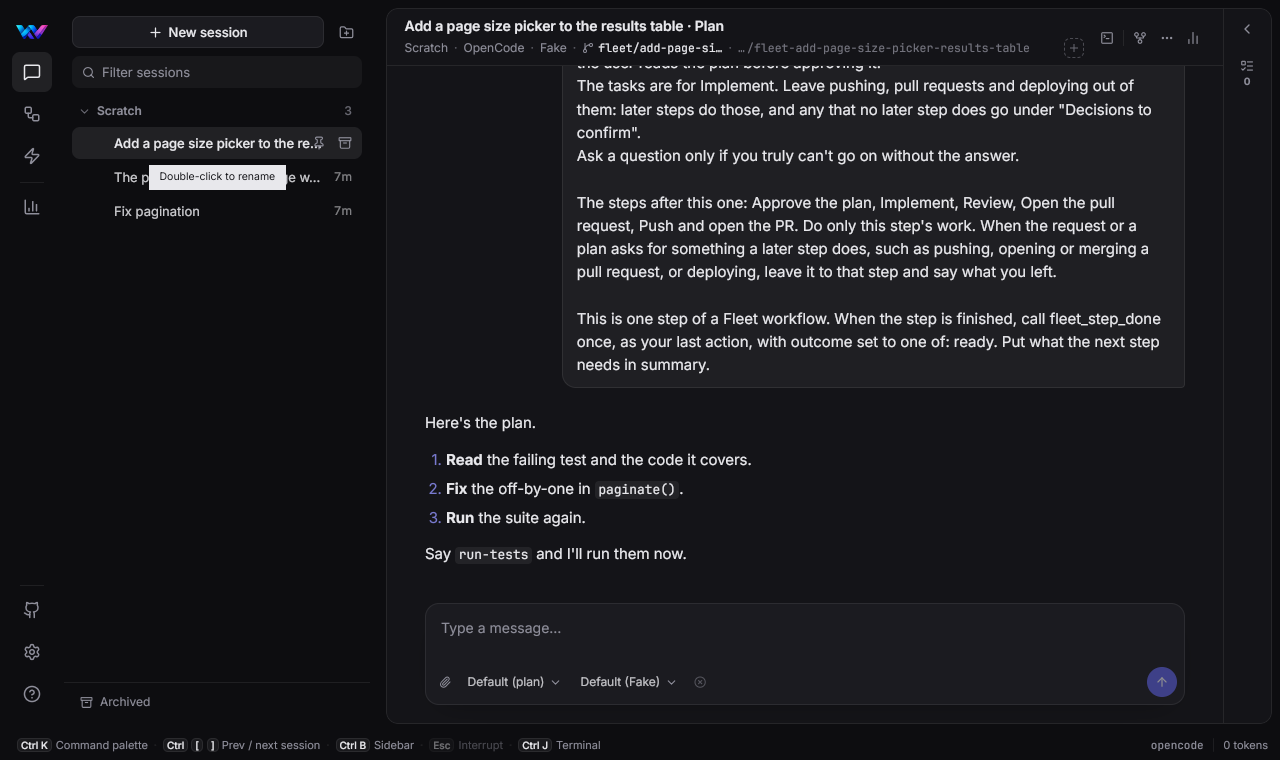 New session
Filter sessions
Scratch 3
Add a page size picker to the re...
Double-click to rename
The p ge w... 7m
Fix pagination 7m
Archived
Add a page size picker to the results table · Plan
Scratch · OpenCode · Fake · fleet/add-page-si… · …/fleet-add-page-size-picker-results-table
0
The tasks are for Implement. Leave pushing, pull requests and deploying out of
them: later steps do those, and any that no later step does go under "Decisions to
confirm".
Ask a question only if you truly can't go on without the answer.
The steps after this one: Approve the plan, Implement, Review, Open the pull
request, Push and open the PR. Do only this step's work. When the request or a
plan asks for something a later step does, such as pushing, opening or merging a
pull request, or deploying, leave it to that step and say what you left.
This is one step of a Fleet workflow. When the step is finished, call fleet_step_done
once, as your last action, with outcome set to one of: ready. Put what the next step
needs in summary.
Here's the plan.
1. Read the failing test and the code it covers.
2. Fix the off-by-one in paginate().
3. Run the suite again.
Say run-tests and I'll run them now.
Type a message...
Default (plan) Default (Fake)
Ctrl K Command palette · Ctrl [ ] Prev / next session · Ctrl B Sidebar · Esc Interrupt · Ctrl J Terminal
opencode 0 tokens